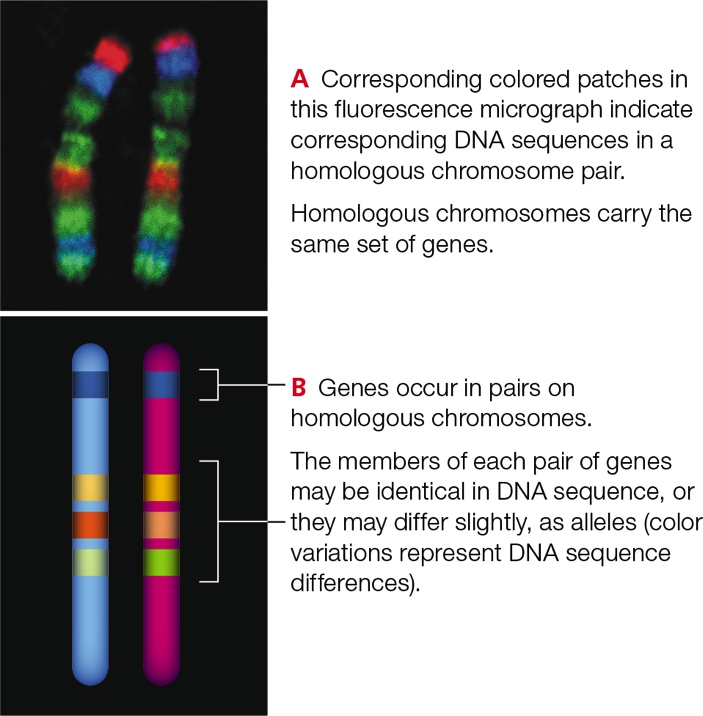 A Corresponding colored patches in
this fluorescence micrograph indicate
corresponding DNA sequences in a
homologous chromosome pair.
Homologous chromosomes carry the
same set of genes.
B Genes occur in pairs on
homologous chromosomes.
The members of each pair of genes
may be identical in DNA sequence, or
they may differ slightly, as alleles (color
variations represent DNA sequence
differences).